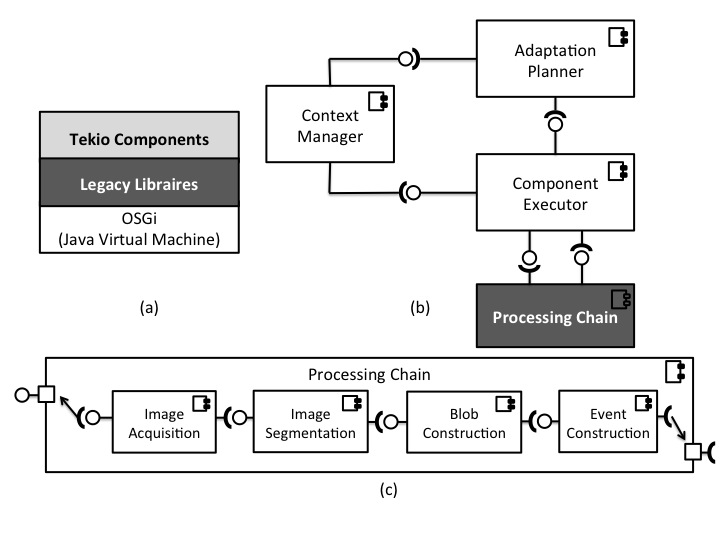 Tekio Components
Legacy Libraires
OSGi
(Java Virtual Machine)
(a)
Adaptation
Planner
Context
Manager
Component
Executor
Processing Chain
(b)
Processing Chain
Image
Acquisition
Image
Segmentation
Blob
Construction
Event
Construction
(c)